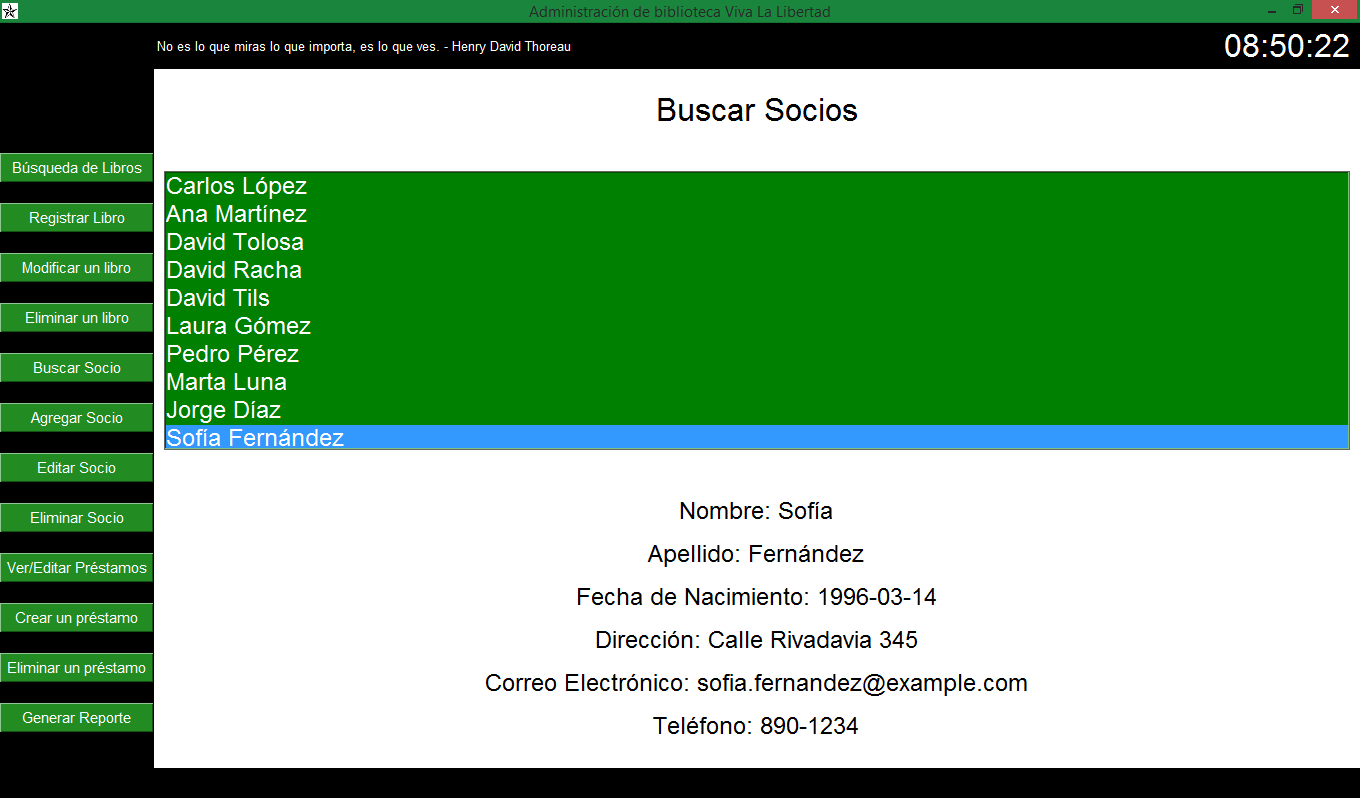 Administración de biblioteca Viva La Libertad
No es lo que miras lo que importa, es lo que ves. - Henry David Thoreau
08:50:22
Búsqueda de Libros
Registrar Libro
Modificar un libro
Eliminar un libro
Buscar Socio
Agregar Socio
Editar Socio
Eliminar Socio
Ver/Editar Préstamos
Crear un préstamo
Eliminar un préstamo
Generar Reporte
Buscar Socios
Carlos López
Ana Martínez
David Tolosa
David Racha
David Tils
Laura Gómez
Pedro Pérez
Marta Luna
Jorge Díaz
Sofía Fernández
Nombre: Sofía
Apellido: Fernández
Fecha de Nacimiento: 1996-03-14
Dirección: Calle Rivadavia 345
Correo Electrónico: sofia.fernandez@example.com
Teléfono: 890-1234